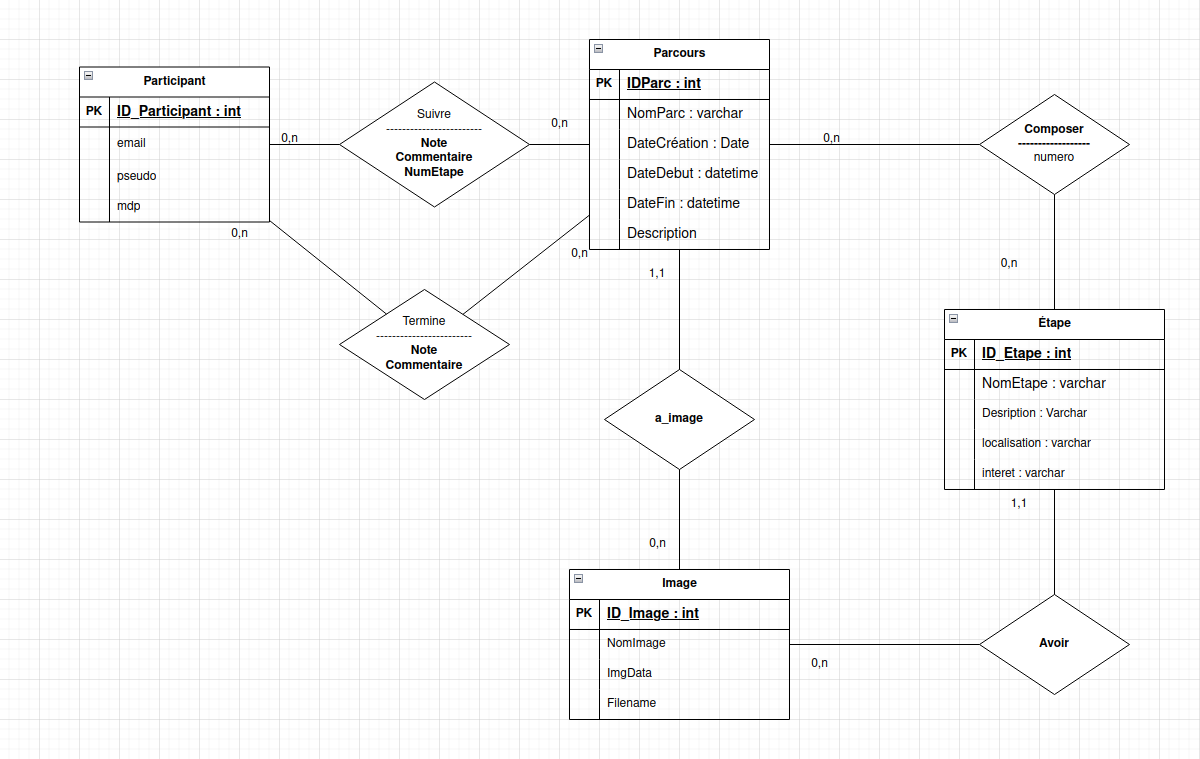 Participant
PK ID_Participant : int
email
pseudo
mdp
0,n
Suivre
------------------------
Note
Commentaire
NumEtape
0,n
Parcours
PK IDParc : int
NomParc : varchar
DateCréation : Date
DateDebut : datetime
DateFin : datetime
Description
0,n
Composer
------------------
numero
0,n
0,n
0,n
1,1
Termine
------------------------
Note
Commentaire
a_image
0,n
Étape
PK ID_Etape : int
NomEtape : varchar
Desription : Varchar
localisation : varchar
interet : varchar
1,1
Image
PK ID_Image : int
NomImage
ImgData
Filename
0,n
Avoir